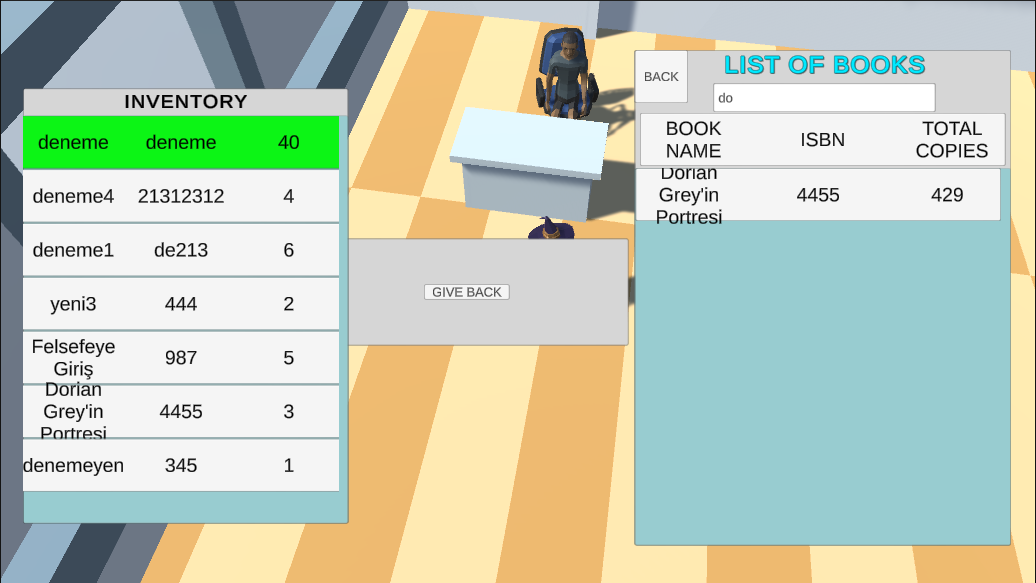 INVENTORY
deneme deneme 40
deneme4 21312312 4
deneme1 de213 6
yeni3 444 2
Felsefeye
Giriş 987 5
Dorian
Grey'in 4455 3
Portresi
denemeyen 345 1
GIVE BACK
BACK
LIST OF BOOKS
do
BOOK
NAME ISBN TOTAL
COPIES
Dorian
Grey'in 4455 429
Portresi